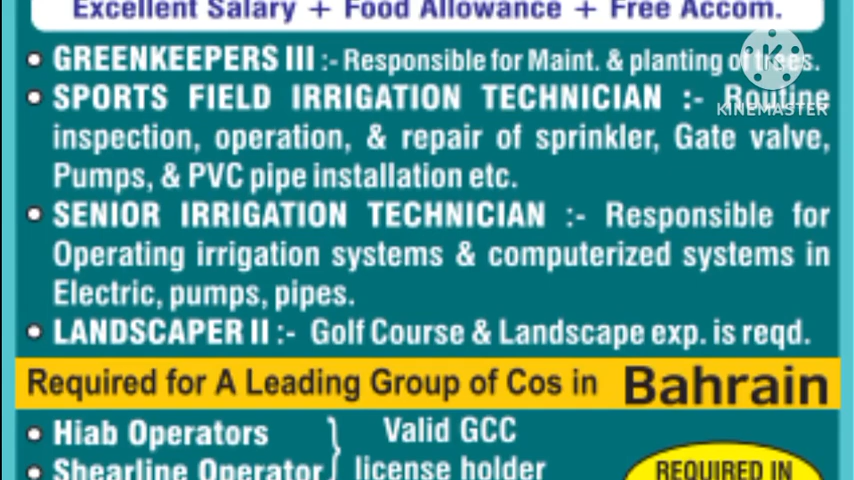 Excellent Salary + Food Allowance + Free Accom.
• GREENKEEPERS III :- Responsible for Maint. & planting of trees.
KINEMASTER
• SPORTS FIELD IRRIGATION TECHNICIAN :- Routine
inspection, operation, & repair of sprinkler, Gate valve,
Pumps, & PVC pipe installation etc.
• SENIOR IRRIGATION TECHNICIAN :- Responsible for
Operating irrigation systems & computerized systems in
Electric, pumps, pipes.
• LANDSCAPER II :- Golf Course & Landscape exp. is reqd.
Required for A Leading Group of Cos in Bahrain
• Hiab Operators } Valid GCC
• Shearline Operator } license holder
REQUIRED IN